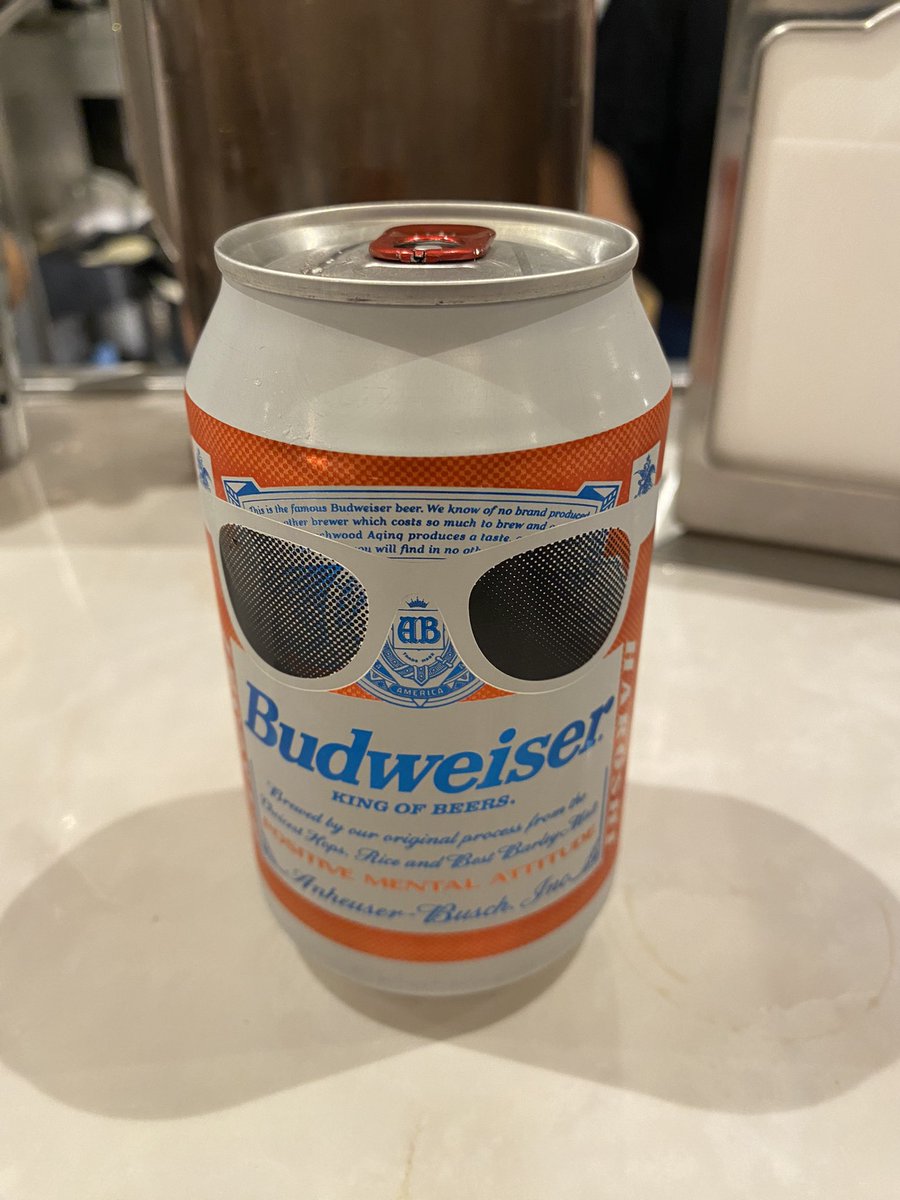 This is the famous Budweiser beer. We know of no brand produced
other brewer which costs so much to brew and
Aging produces a taste,
you will find in no
AB
TRADE MARK
AMERICA
Budweiser
KING OF BEERS.
Brewed by our original process from the
Choicest Hops, Rice and Best Barley Malt
POSITIVE MENTAL ATTITUDE
Anheuser-Busch, Inc.